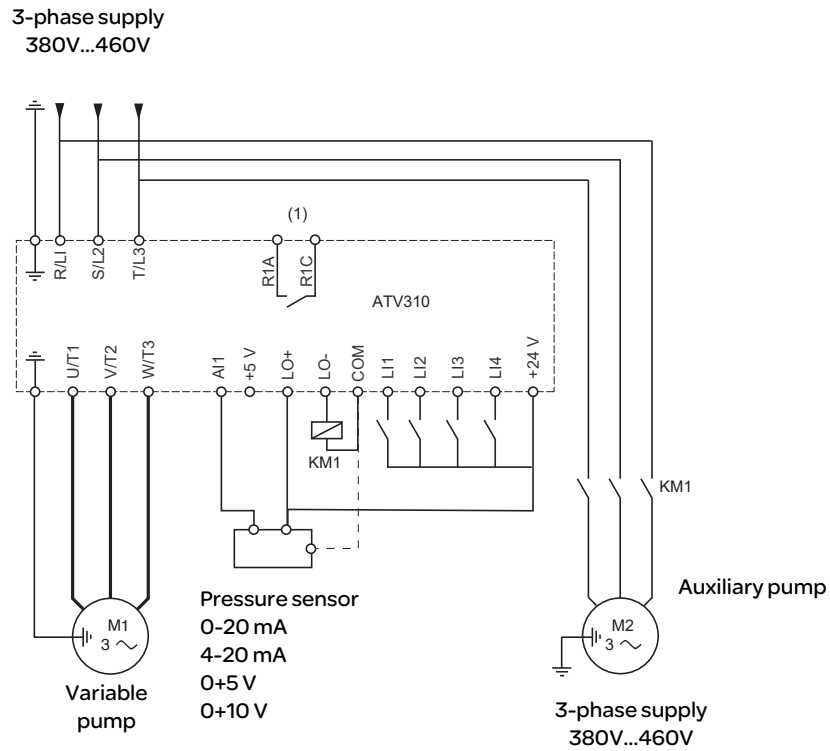 3-phase supply
380V...460V
(1)
R/LI
S/L2
T/L3
R1A
R1C
ATV310
U/T1
V/T2
W/T3
AI1
+5 V
LO+
LO-
COM
LI1
LI2
LI3
LI4
+24 V
KM1
KM1
M1
3
Variable
pump
Pressure sensor
0-20 mA
4-20 mA
0+5 V
0+10 V
Auxiliary pump
M2
3
3-phase supply
380V...460V